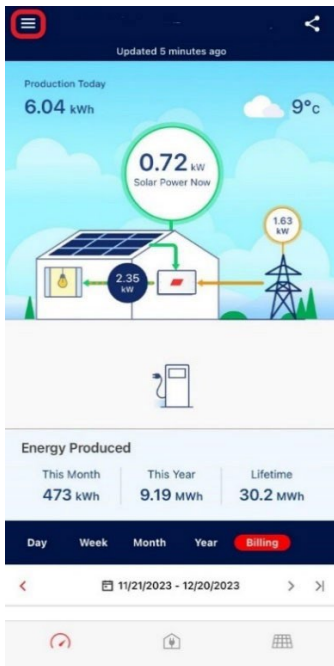 Updated 5 minutes ago
Production Today
6.04 kWh
9°c
0.72 kW
Solar Power Now
1.63
kW
2.35
kW
Energy Produced
This Month This Year Lifetime
473 kWh 9.19 MWh 30.2 MWh
Day Week Month Year Billing
11/21/2023 - 12/20/2023